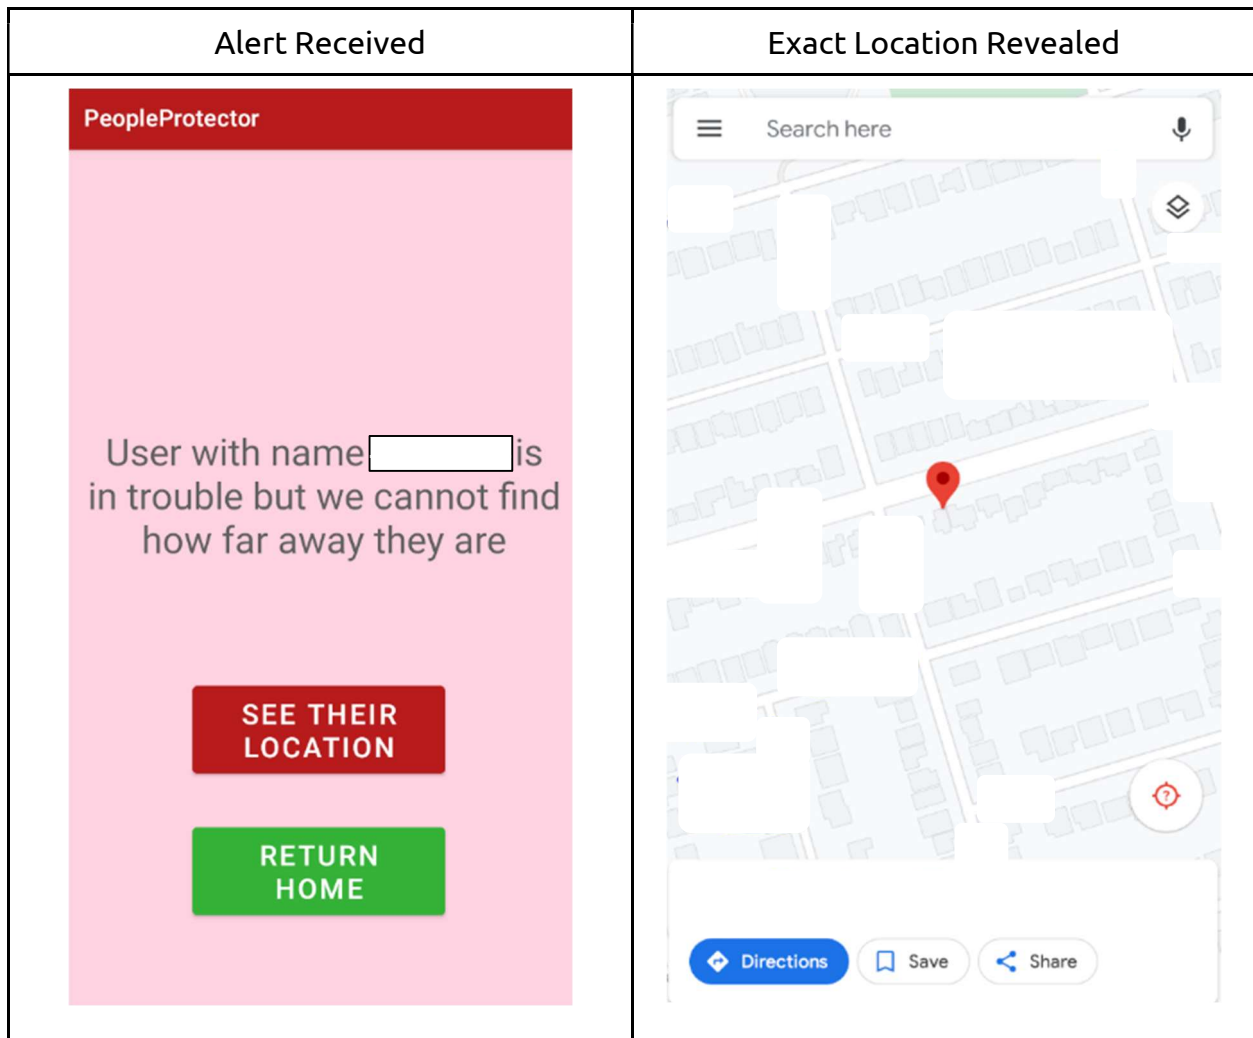 Alert Received
Exact Location Revealed
PeopleProtector
User with name is
in trouble but we cannot find
how far away they are
SEE THEIR
LOCATION
RETURN
HOME
Search here
?
Directions
Save
Share